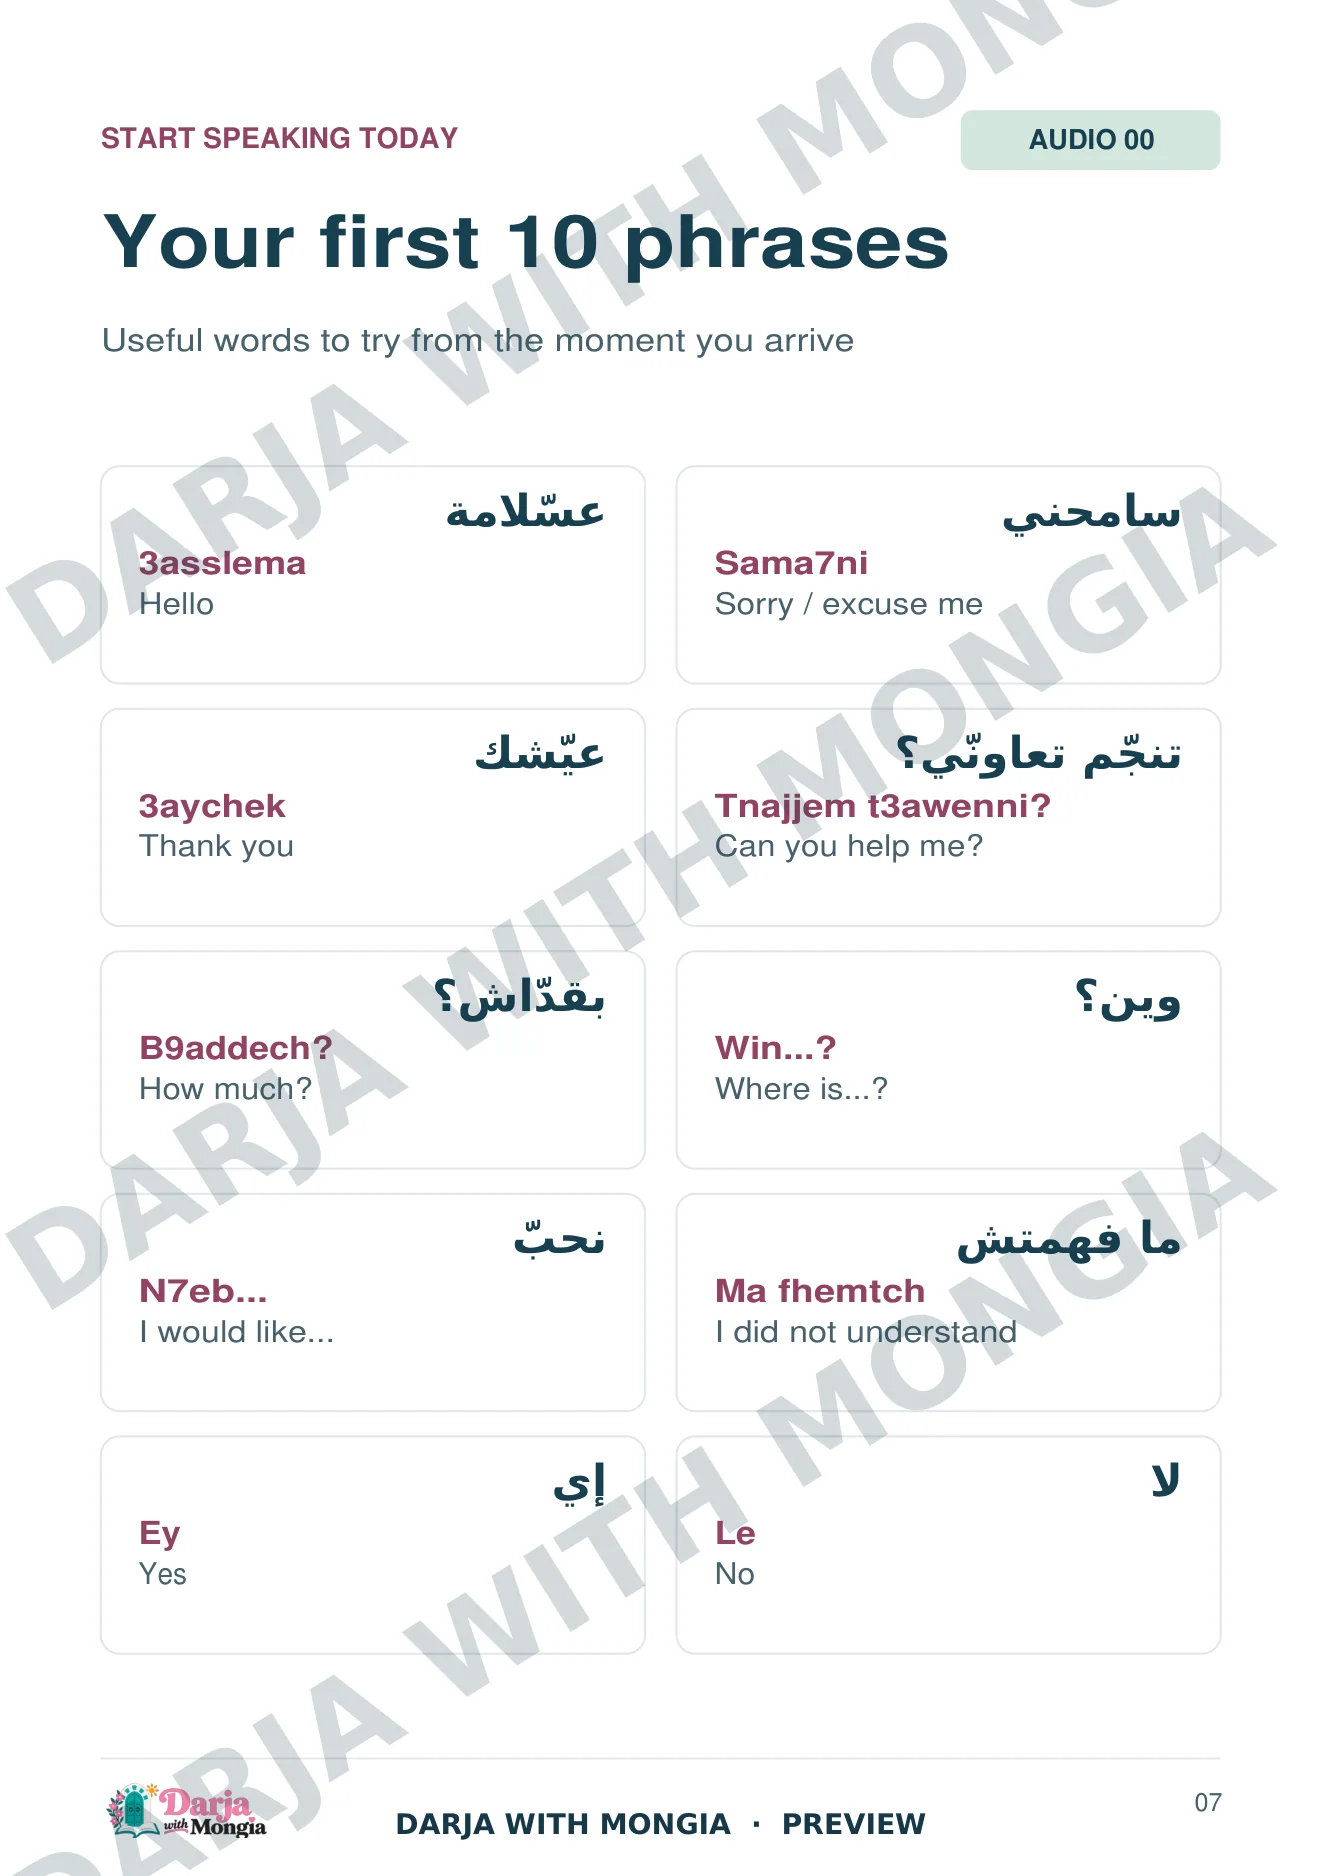 START SPEAKING TODAY
AUDIO 00
Your first 10 phrases
Useful words to try from the moment you arrive
عسّلامة
3asslema
Hello
سامحني
Sama7ni
Sorry / excuse me
عيّشك
3aychek
Thank you
تنجّم تعاونّي؟
Tnajjem t3awenni?
Can you help me?
بقدّاش؟
B9addech?
How much?
وين؟
Win...?
Where is...?
نحبّ
N7eb...
I would like...
ما فهمتش
Ma fhemtch
I did not understand
إي
Ey
Yes
لا
Le
No
Darja
with Mongia
DARJA WITH MONGIA · PREVIEW
07
DARJA WITH MONG
DARJA WITH MONGIA
DARJA WITH MONGIA